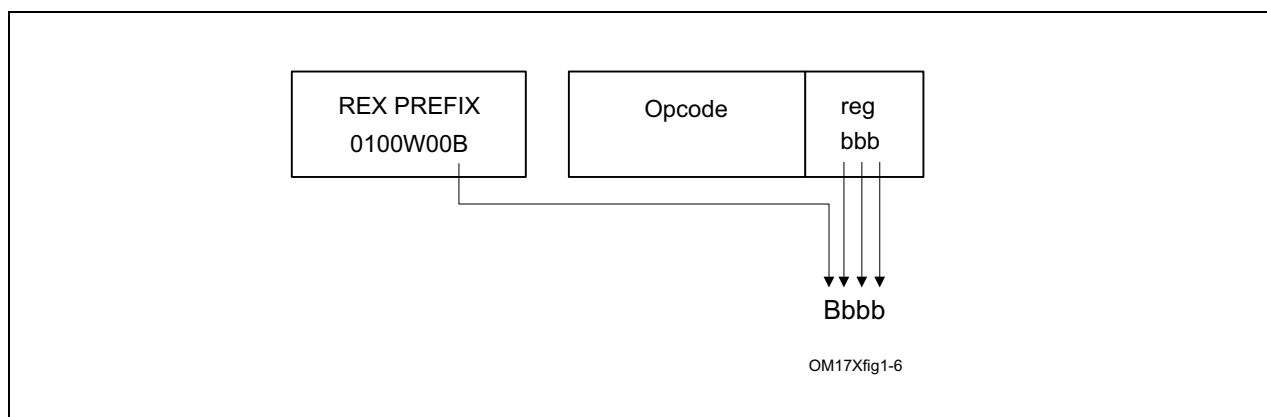 REX PREFIX
0100W00B
Opcode
reg
bbb
Bbbb
OM17Xfig1-6